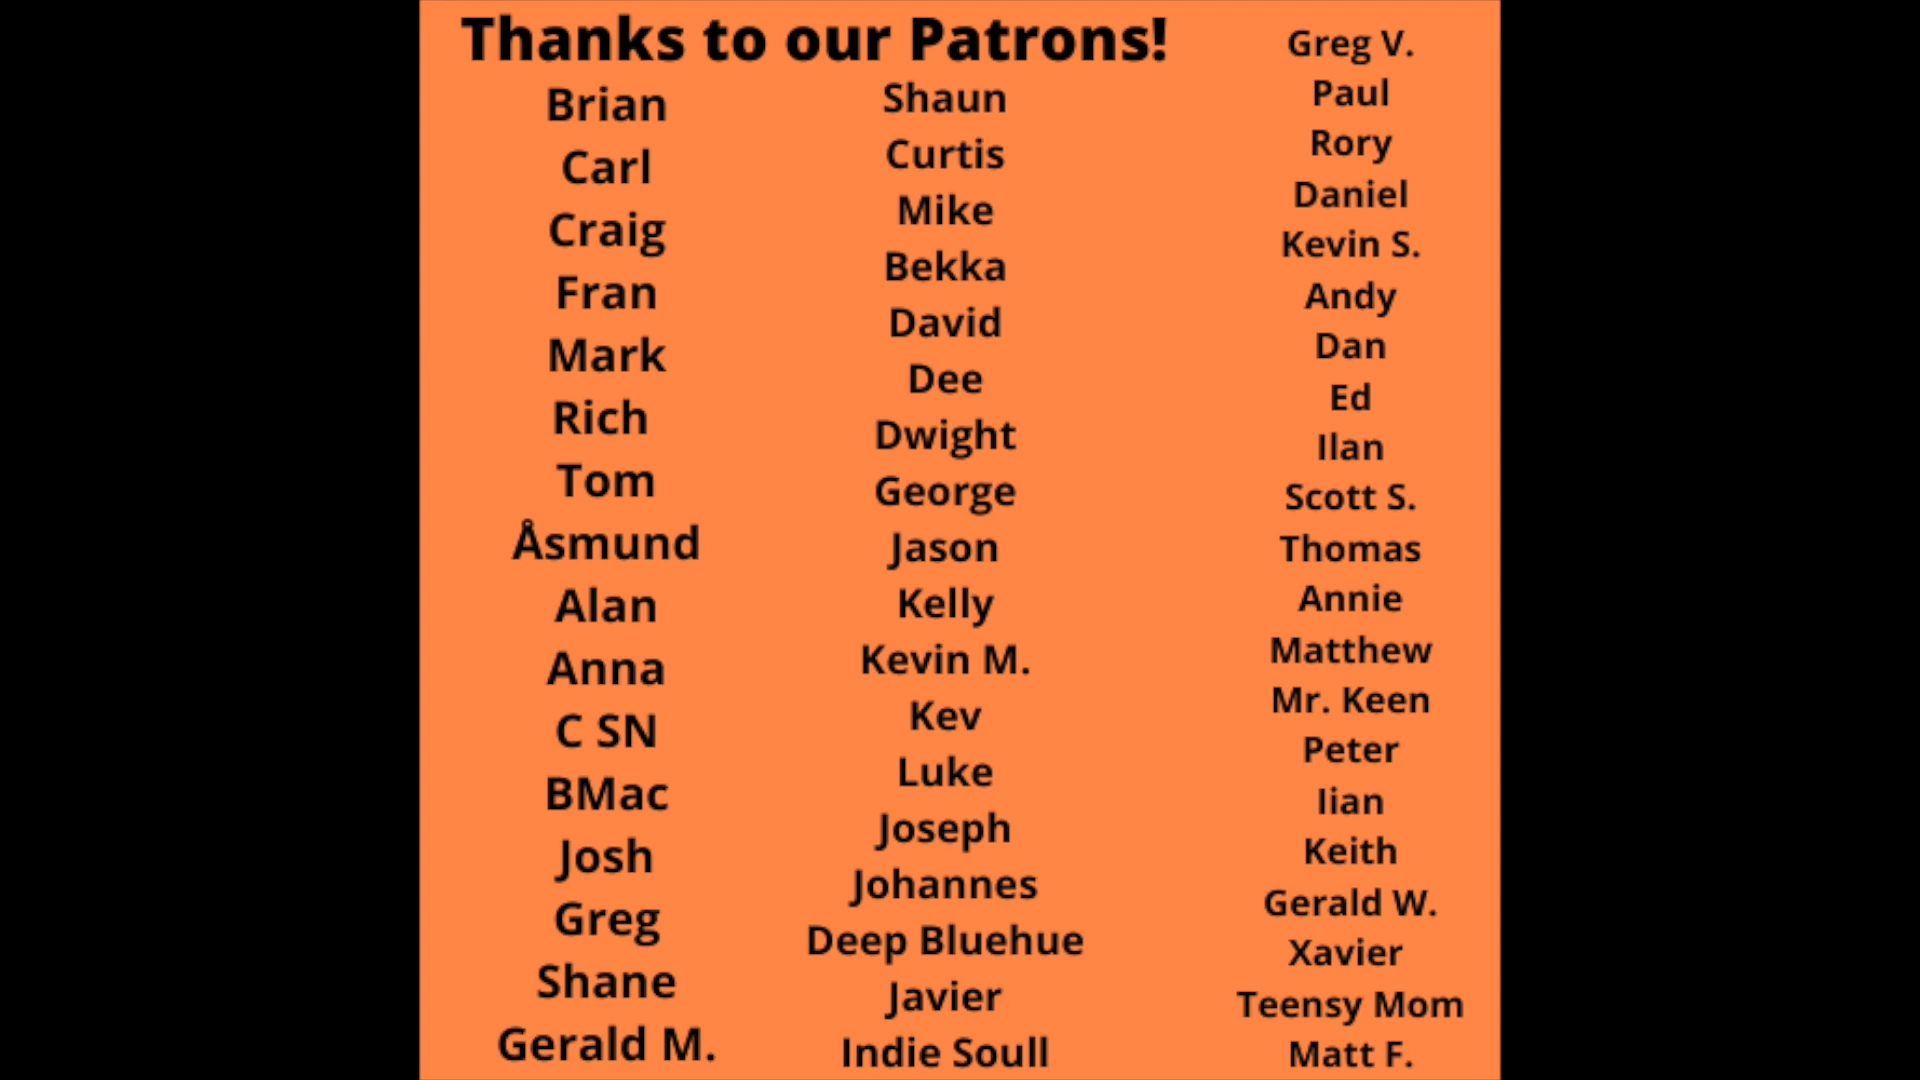 Thanks to our Patrons!
Brian
Carl
Craig
Fran
Mark
Rich
Tom
Åsmund
Alan
Anna
C SN
BMac
Josh
Greg
Shane
Gerald M.
Shaun
Curtis
Mike
Bekka
David
Dee
Dwight
George
Jason
Kelly
Kevin M.
Kev
Luke
Joseph
Johannes
Deep Bluehue
Javier
Indie Soull
Greg V.
Paul
Rory
Daniel
Kevin S.
Andy
Dan
Ed
Ilan
Scott S.
Thomas
Annie
Matthew
Mr. Keen
Peter
Iian
Keith
Gerald W.
Xavier
Teensy Mom
Matt F.